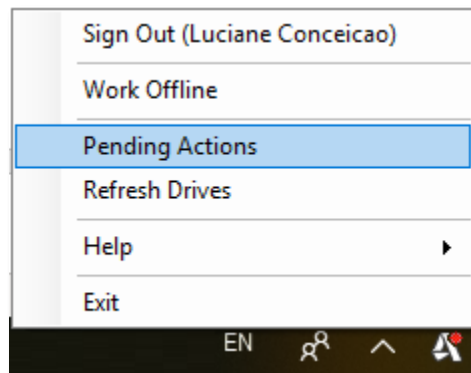 Sign Out (Luciane Conceicao)
Work Offline
Pending Actions
Refresh Drives
Help
Exit
EN